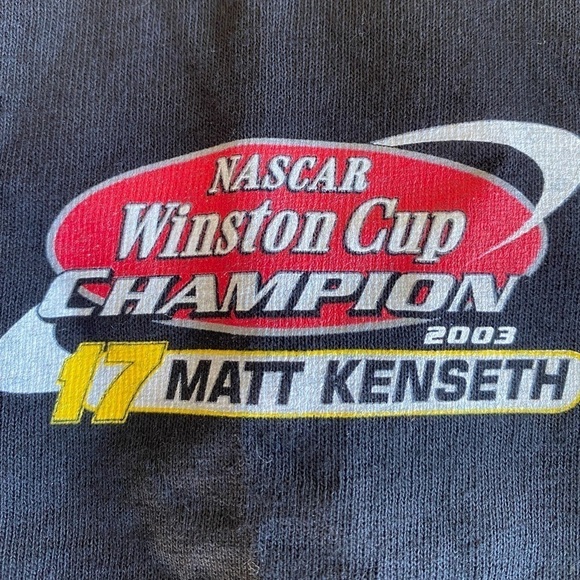 NASCAR
Winston Cup
CHAMPION
2003
17 MATT KENSETH